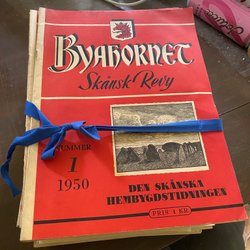 BYAHORNET
Skånsk Revy
NUMMER
1
1950
DEN SKÅNSKA
HEMBYGDSTIDNINGEN
PRIS 1 KR